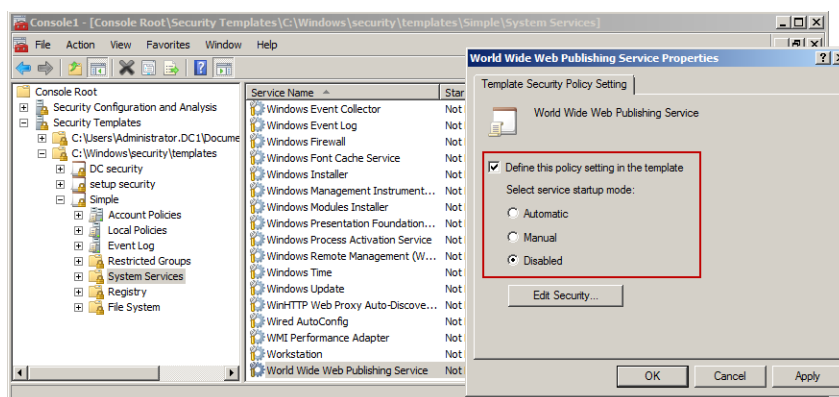 Console1 - [Console Root\Security Templates\C:\Windows\security\templates\Simple\System Services]
File Action View Favorites Window Help
Console Root
Security Configuration and Analysis
Security Templates
C:\Users\Administrator.DC1\Docume
C:\Windows\security\templates
DC security
setup security
Simple
Account Policies
Local Policies
Event Log
Restricted Groups
System Services
Registry
File System
Service Name Star
Windows Event Collector Not
Windows Event Log Not
Windows Firewall Not
Windows Font Cache Service Not
Windows Installer Not
Windows Management Instrument... Not
Windows Modules Installer Not
Windows Presentation Foundation... Not
Windows Process Activation Service Not
Windows Remote Management (W... Not
Windows Time Not
Windows Update Not
WinHTTP Web Proxy Auto-Discove... Not
Wired AutoConfig Not
WMI Performance Adapter Not
Workstation Not
World Wide Web Publishing Service Not
World Wide Web Publishing Service Properties
Template Security Policy Setting
World Wide Web Publishing Service
Define this policy setting in the template
Select service startup mode:
Automatic
Manual
Disabled
Edit Security...
OK Cancel Apply